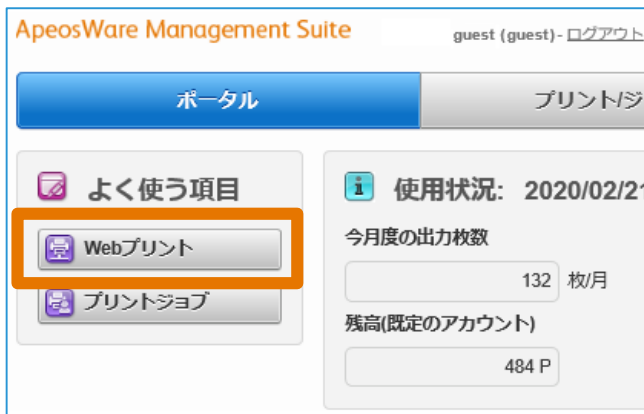 ApeosWare Management Suite
guest (guest)- ログアウト
ポータル
プリント/ジ
よく使う項目
Webプリント
プリントジョブ
使用状況: 2020/02/21
今月度の出力枚数
132 枚/月
残高(既定のアカウント)
484 P